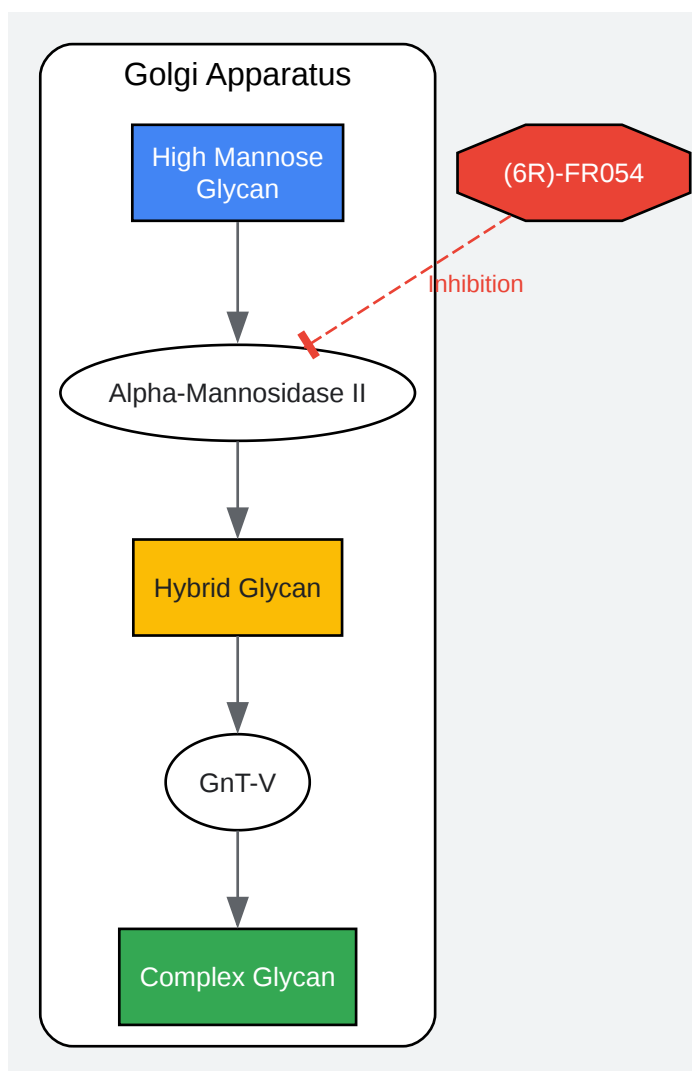 Golgi Apparatus
High Mannose
Glycan
(6R)-FR054
Inhibition
Alpha-Mannosidase II
Hybrid Glycan
GnT-V
Complex Glycan